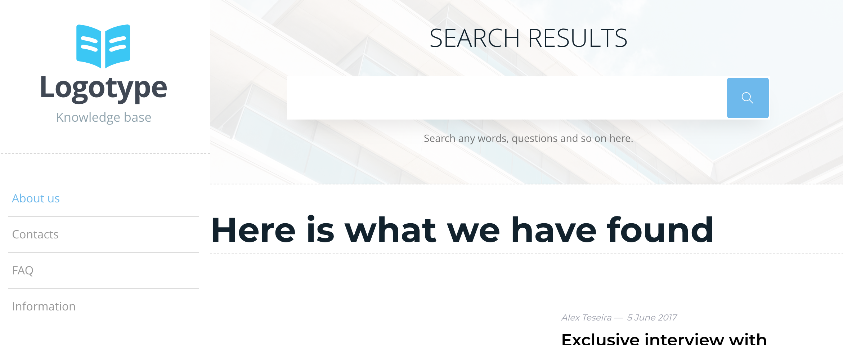 Logotype
Knowledge base
About us
Contacts
FAQ
Information
SEARCH RESULTS
Search any words, questions and so on here.
Here is what we have found
Alex Teseira — 5 June 2017
Exclusive interview with